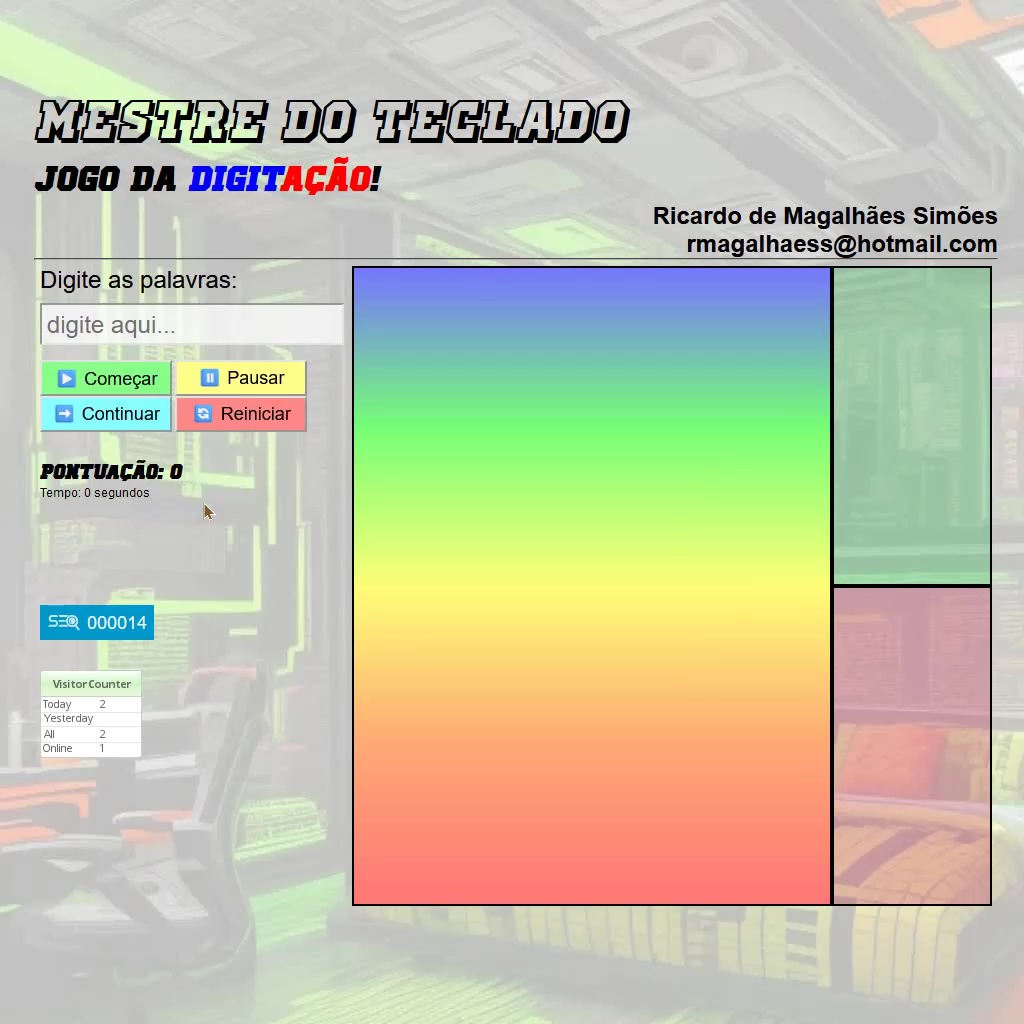 MESTRE DO TECLADO
JOGO DA DIGITAÇÃO!
Ricardo de Magalhães Simões
rmagalhaess@hotmail.com
Digite as palavras:
digite aqui...
Começar
Pausar
Continuar
Reiniciar
PONTUAÇÃO: 0
Tempo: 0 segundos
SEO 000014
VisitorCounter
Today 2
Yesterday
All 2
Online 1